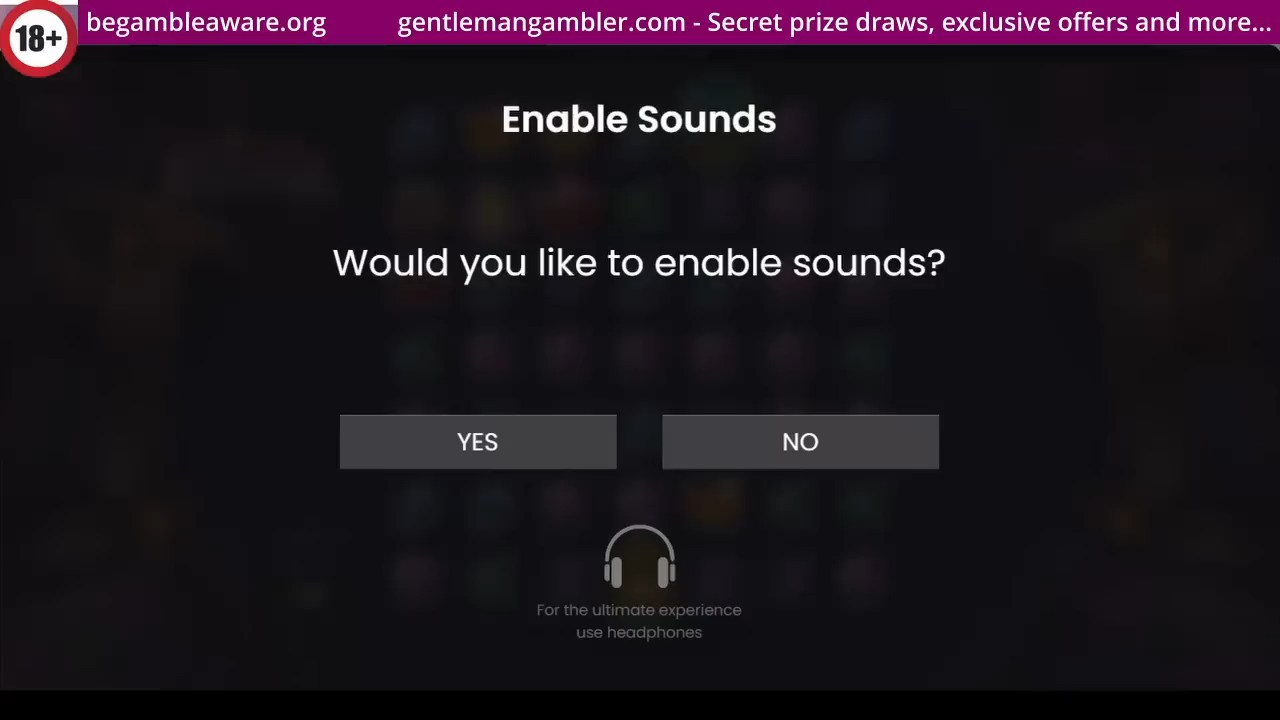 18+
begambleaware.org
gentlemangambler.com - Secret prize draws, exclusive offers and more...
Enable Sounds
Would you like to enable sounds?
YES
NO
For the ultimate experience
use headphones